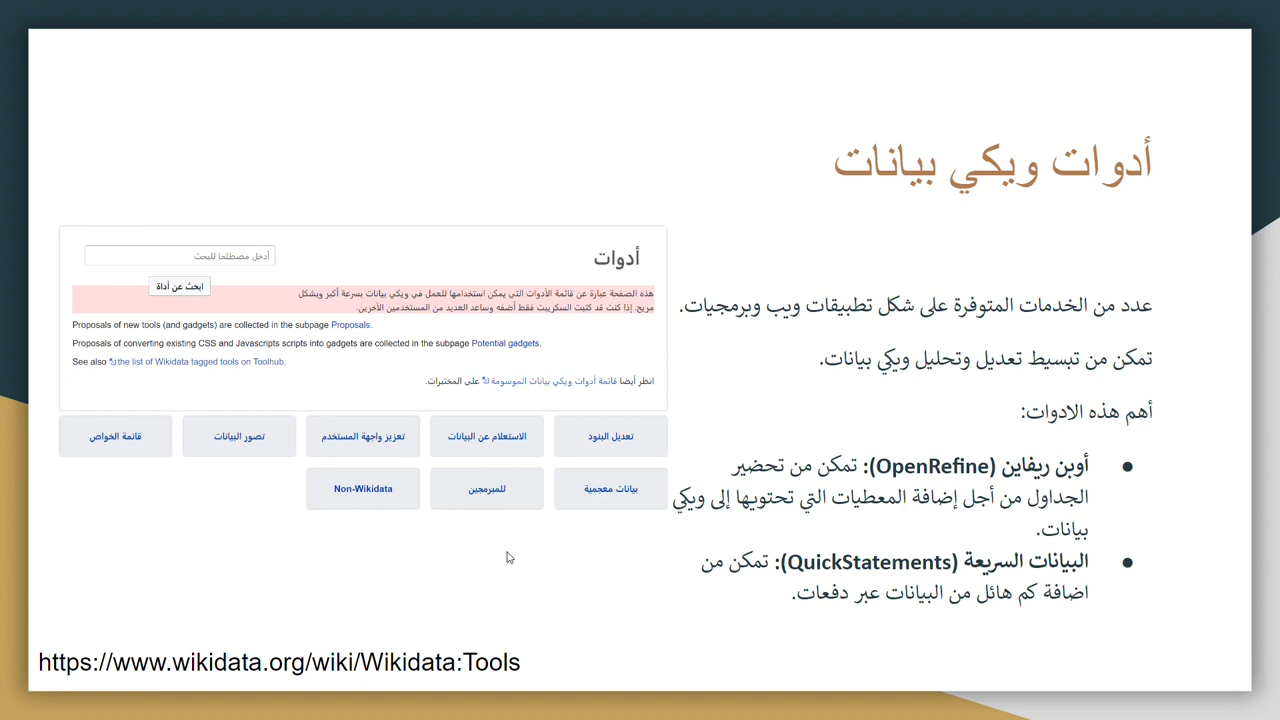 أدوات ويكي بيانات
عدد من الخدمات المتوفرة على شكل تطبيقات ويب وبرمجيات.
تمكن من تبسيط تعديل وتحليل ويكي بيانات.
أهم هذه الادوات:
● أوبن ريفاين (OpenRefine): تمكن من تحضير
الجداول من أجل إضافة المعطيات التي تحتويها إلى ويكي
بيانات.
● البيانات السريعة (QuickStatements): تمكن من
اضافة كم هائل من البيانات عبر دفعات.
أدوات
أدخل مصطلحا للبحث
ابحث عن أداة
هذه الصفحة عبارة عن قائمة الأدوات التي يمكن استخدامها للعمل في ويكي بيانات بسرعة أكبر وبشكل
مريح. إذا كنت قد كتبت السكريبت فقط أضفه وساعد العديد من المستخدمين الآخرين.
Proposals of new tools (and gadgets) are collected in the subpage Proposals.
Proposals of converting existing CSS and Javascripts scripts into gadgets are collected in the subpage Potential gadgets.
See also the list of Wikidata tagged tools on Toolhub.
انظر أيضا قائمة أدوات ويكي بيانات الموسومة على المختبرات.
تعديل البنود
الاستعلام عن البيانات
تعزيز واجهة المستخدم
تصور البيانات
قائمة الخواص
بيانات معجمية
للمبرمجين
Non-Wikidata
https://www.wikidata.org/wiki/Wikidata:Tools